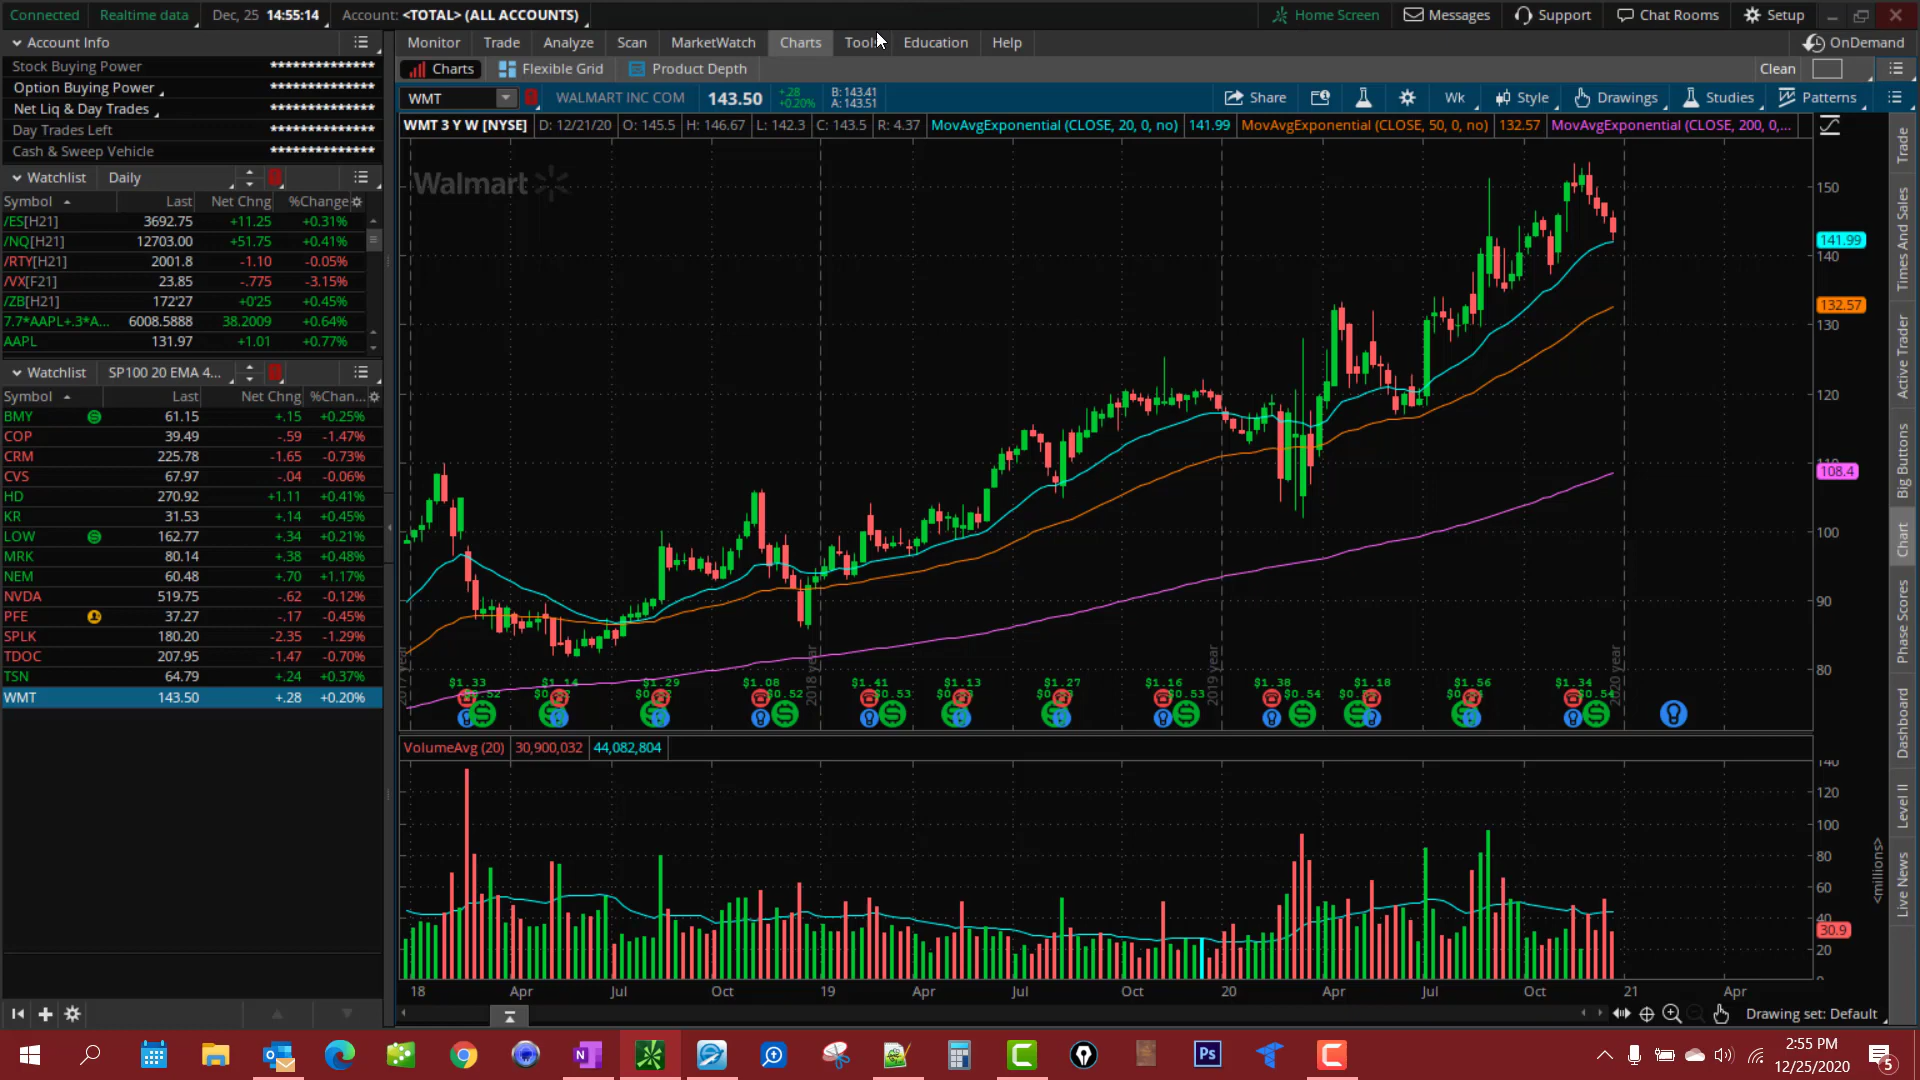 Connected Realtime data Dec, 25 14:55:14 Account: <TOTAL> (ALL ACCOUNTS) Home Screen Messages Support Chat Rooms Setup
Account Info Monitor Trade Analyze Scan MarketWatch Charts Tools Education Help OnDemand
Stock Buying Power **************
Charts Flexible Grid Product Depth Clean
Option Buying Power **************
Net Liq & Day Trades **************
Day Trades Left **************
Cash & Sweep Vehicle **************
WMT WALMART INC COM 143.50 +.28 +0.20% B: 143.41 A: 143.51 Share Wk Style Drawings Studies Patterns
WMT 3 Y W [NYSE] D: 12/21/20 O: 145.5 H: 146.67 L: 142.3 C: 143.5 R: 4.37 MovAvgExponential (CLOSE, 20, 0, no) 141.99 MovAvgExponential (CLOSE, 50, 0, no) 132.57 MovAvgExponential (CLOSE, 200, 0,...
Watchlist Daily
Symbol Last Net Chng %Change
/ES[H21] 3692.75 +11.25 +0.31%
/NQ[H21] 12703.00 +51.75 +0.41%
/RTY[H21] 2001.8 -1.10 -0.05%
/VX[F21] 23.85 -.775 -3.15%
/ZB[H21] 172'27 +0'25 +0.45%
7.7*AAPL+.3*A... 6008.5888 38.2009 +0.64%
AAPL 131.97 +1.01 +0.77%
Watchlist SP100 20 EMA 4...
Symbol Last Net Chng %Chan...
BMY 61.15 +.15 +0.25%
COP 39.49 -.59 -1.47%
CRM 225.78 -1.65 -0.73%
CVS 67.97 -.04 -0.06%
HD 270.92 +1.11 +0.41%
KR 31.53 +.14 +0.45%
LOW 162.77 +.34 +0.21%
MRK 80.14 +.38 +0.48%
NEM 60.48 +.70 +1.17%
NVDA 519.75 -.62 -0.12%
PFE 37.27 -.17 -0.45%
SPLK 180.20 -2.35 -1.29%
TDOC 207.95 -1.47 -0.70%
TSN 64.79 +.24 +0.37%
WMT 143.50 +.28 +0.20%
Walmart
150
141.99
140
132.57
130
120
108.4
100
90
80
2018 year 2019 year 2020 year
$1.33 $1.14 $1.29 $1.08 $1.41 $1.13 $1.27 $1.16 $1.38 $1.18 $1.56 $1.34
$0.52 $0.53 $0.53 $0.54 $0.54
VolumeAvg (20) 30,900,032 44,082,804
120
100
80
60
40
30.9
20
<millions>
18 Apr Jul Oct 19 Apr Jul Oct 20 Apr Jul Oct 21 Apr
Drawing set: Default
Trade
Times And Sales
Active Trader
Big Buttons
Chart
Phase Scores
Dashboard
Level II
Live News
2:55 PM
12/25/2020
5